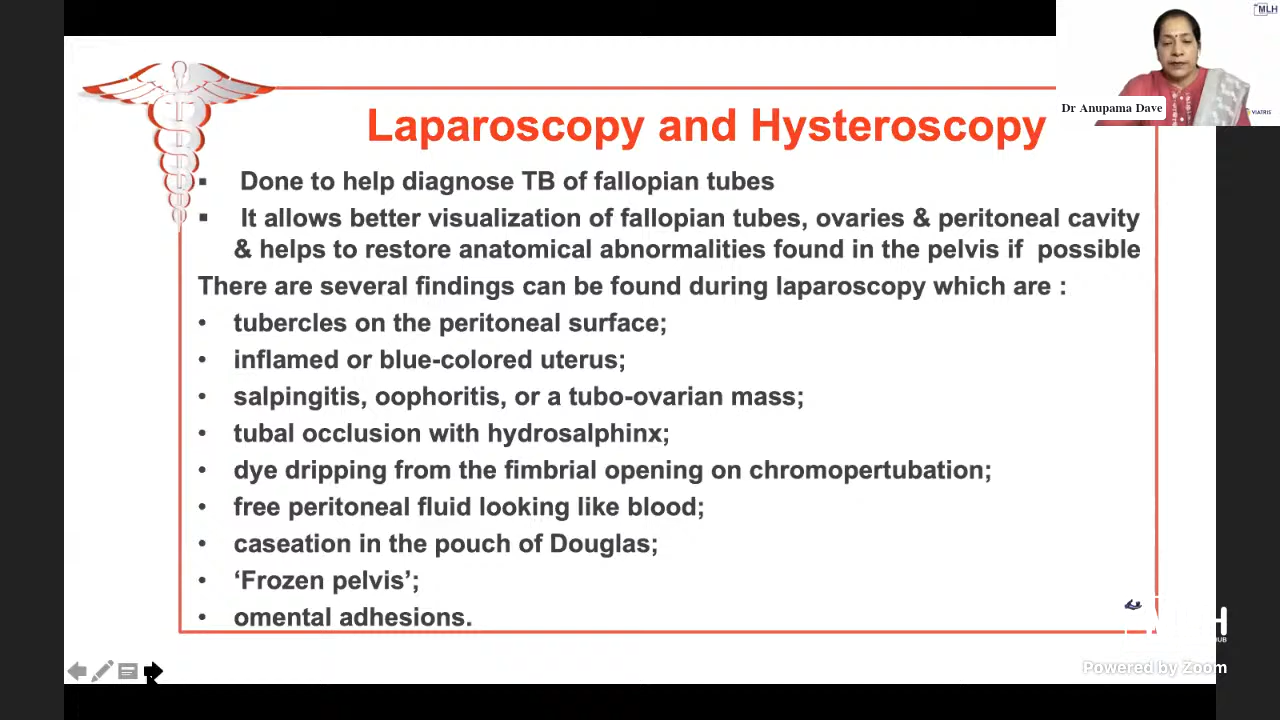 MLH
Dr Anupama Dave
VIATRIS
Laparoscopy and Hysteroscopy
▪ Done to help diagnose TB of fallopian tubes
▪ It allows better visualization of fallopian tubes, ovaries & peritoneal cavity
& helps to restore anatomical abnormalities found in the pelvis if possible
There are several findings can be found during laparoscopy which are :
• tubercles on the peritoneal surface;
• inflamed or blue-colored uterus;
• salpingitis, oophoritis, or a tubo-ovarian mass;
• tubal occlusion with hydrosalphinx;
• dye dripping from the fimbrial opening on chromopertubation;
• free peritoneal fluid looking like blood;
• caseation in the pouch of Douglas;
• ‘Frozen pelvis’;
• omental adhesions.
Powered by Zoom